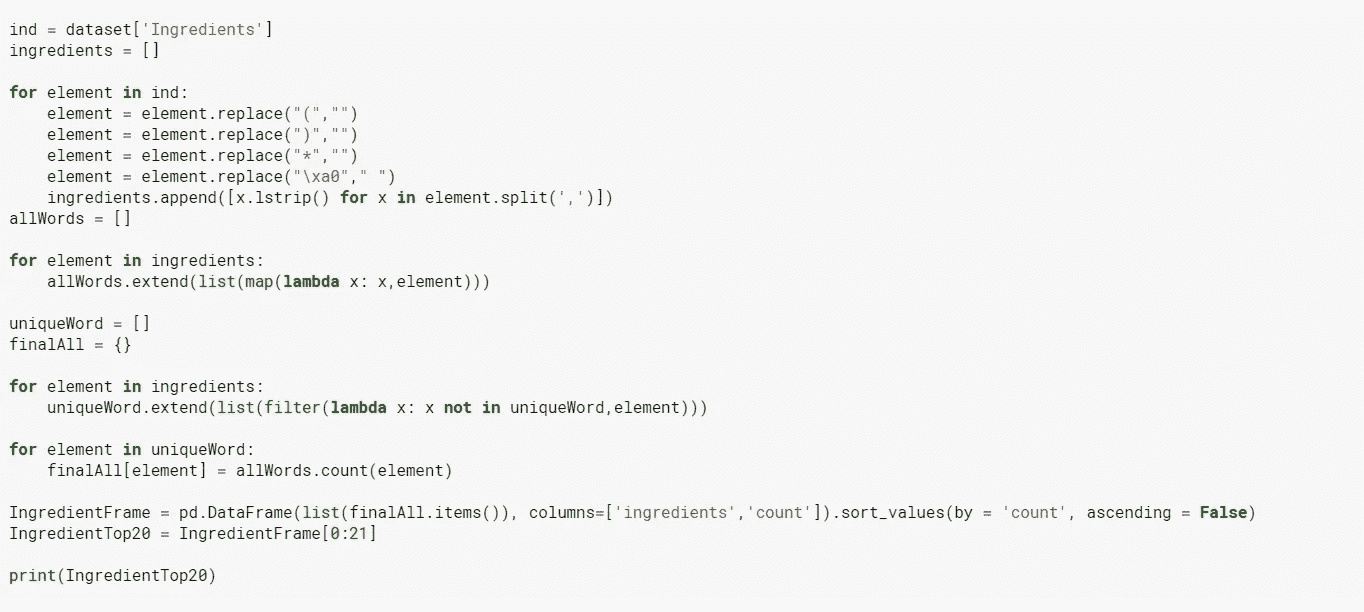 ind = dataset['Ingredients']
ingredients = []

for element in ind:
    element = element.replace("(","")
    element = element.replace(")","")
    element = element.replace("*","")
    element = element.replace("\xa0"," ")
    ingredients.append([x.lstrip() for x in element.split(',')])
allWords = []

for element in ingredients:
    allWords.extend(list(map(lambda x: x,element)))

uniqueWord = []
finalAll = {}

for element in ingredients:
    uniqueWord.extend(list(filter(lambda x: x not in uniqueWord,element)))

for element in uniqueWord:
    finalAll[element] = allWords.count(element)

IngredientFrame = pd.DataFrame(list(finalAll.items()), columns=['ingredients','count']).sort_values(by = 'count', ascending = False)
IngredientTop20 = IngredientFrame[0:21]

print(IngredientTop20)